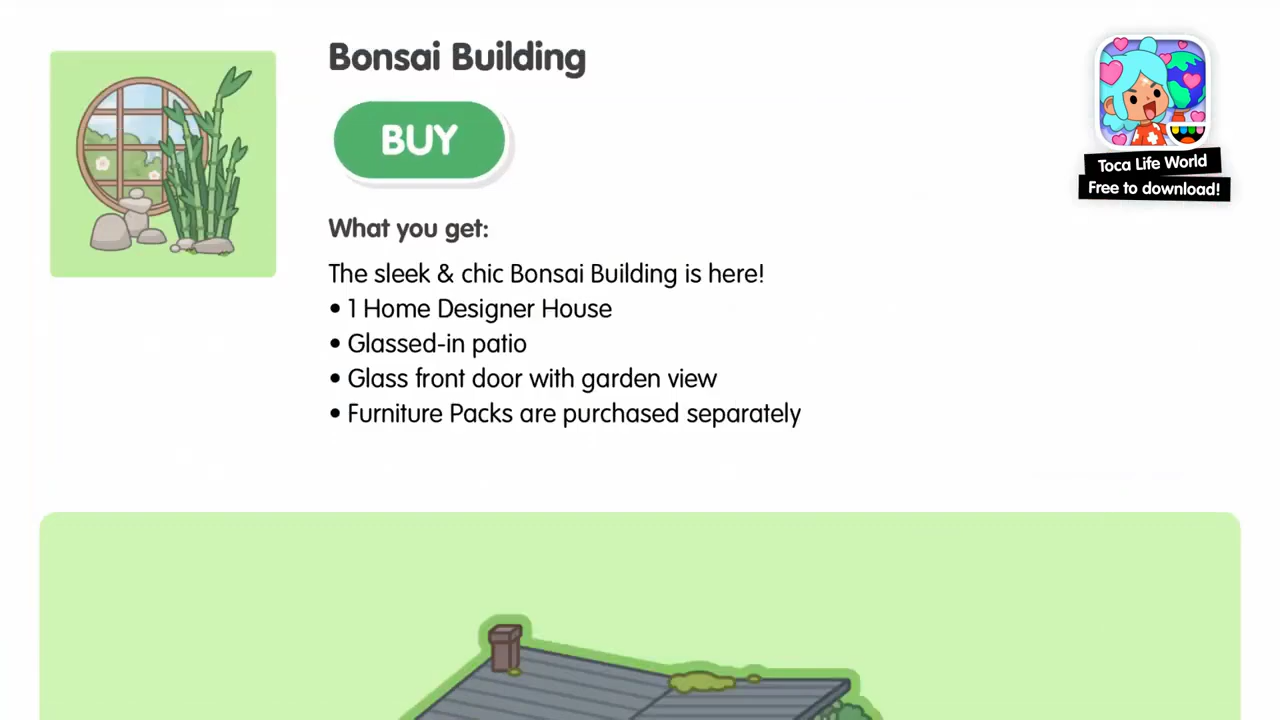 Bonsai Building
BUY
What you get:
The sleek & chic Bonsai Building is here!
• 1 Home Designer House
• Glassed-in patio
• Glass front door with garden view
• Furniture Packs are purchased separately
Toca Life World
Free to download!